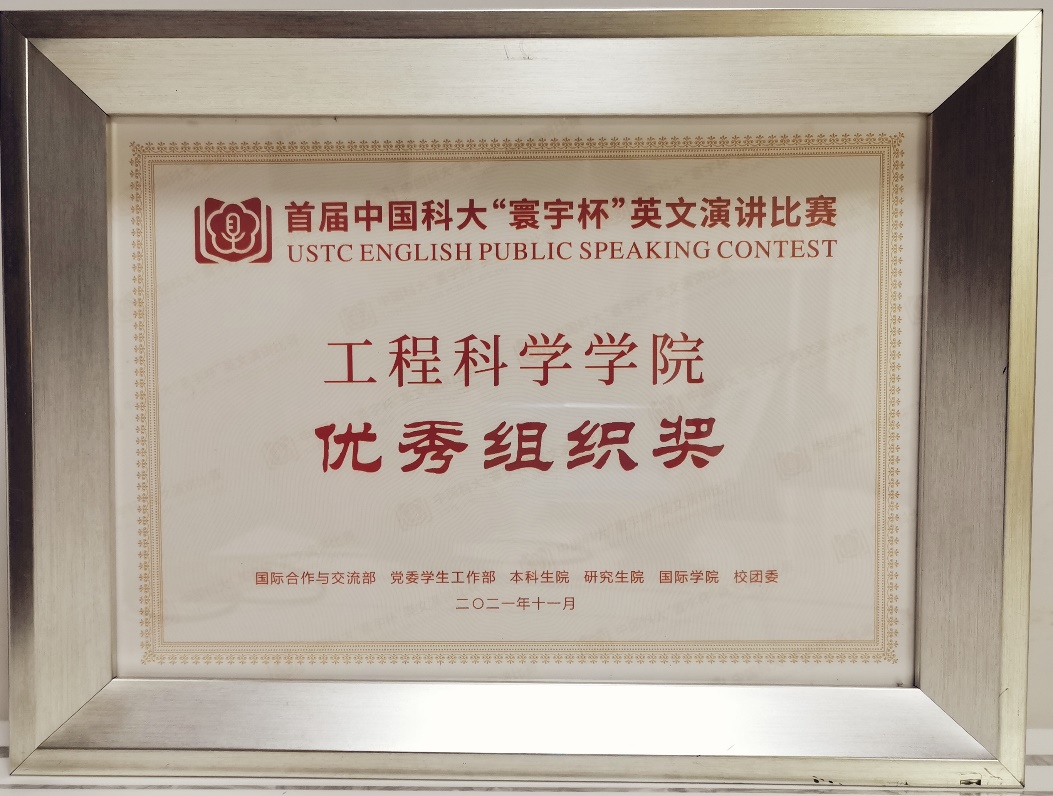 首届中国科大“寰宇杯”英文演讲比赛
USTC ENGLISH PUBLIC SPEAKING CONTEST
工程科学学院
优秀组织奖
国际合作与交流部 党委学生工作部 本科生院 研究生院 国际学院 校团委
二〇二一年十一月